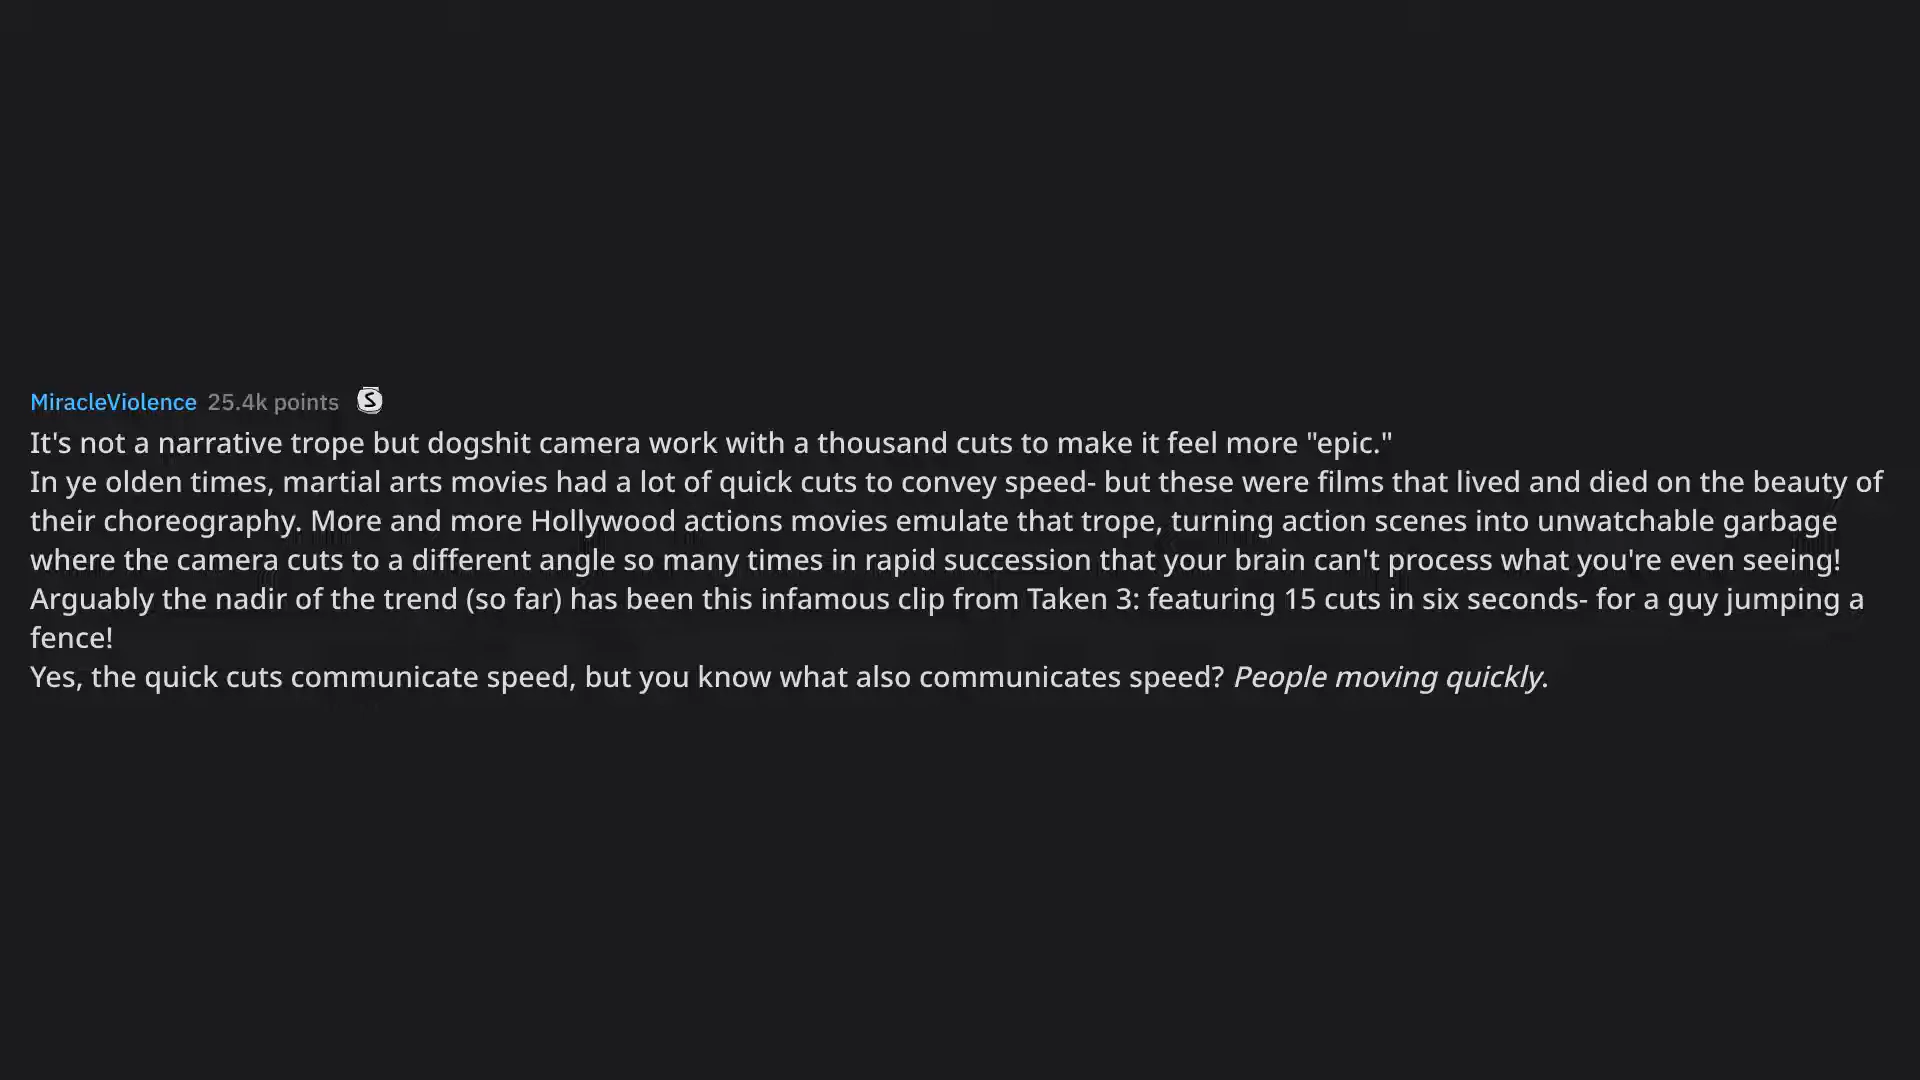 MiracleViolence 25.4k points S
It's not a narrative trope but dogshit camera work with a thousand cuts to make it feel more "epic."
In ye olden times, martial arts movies had a lot of quick cuts to convey speed- but these were films that lived and died on the beauty of
their choreography. More and more Hollywood actions movies emulate that trope, turning action scenes into unwatchable garbage
where the camera cuts to a different angle so many times in rapid succession that your brain can't process what you're even seeing!
Arguably the nadir of the trend (so far) has been this infamous clip from Taken 3: featuring 15 cuts in six seconds- for a guy jumping a
fence!
Yes, the quick cuts communicate speed, but you know what also communicates speed? People moving quickly.